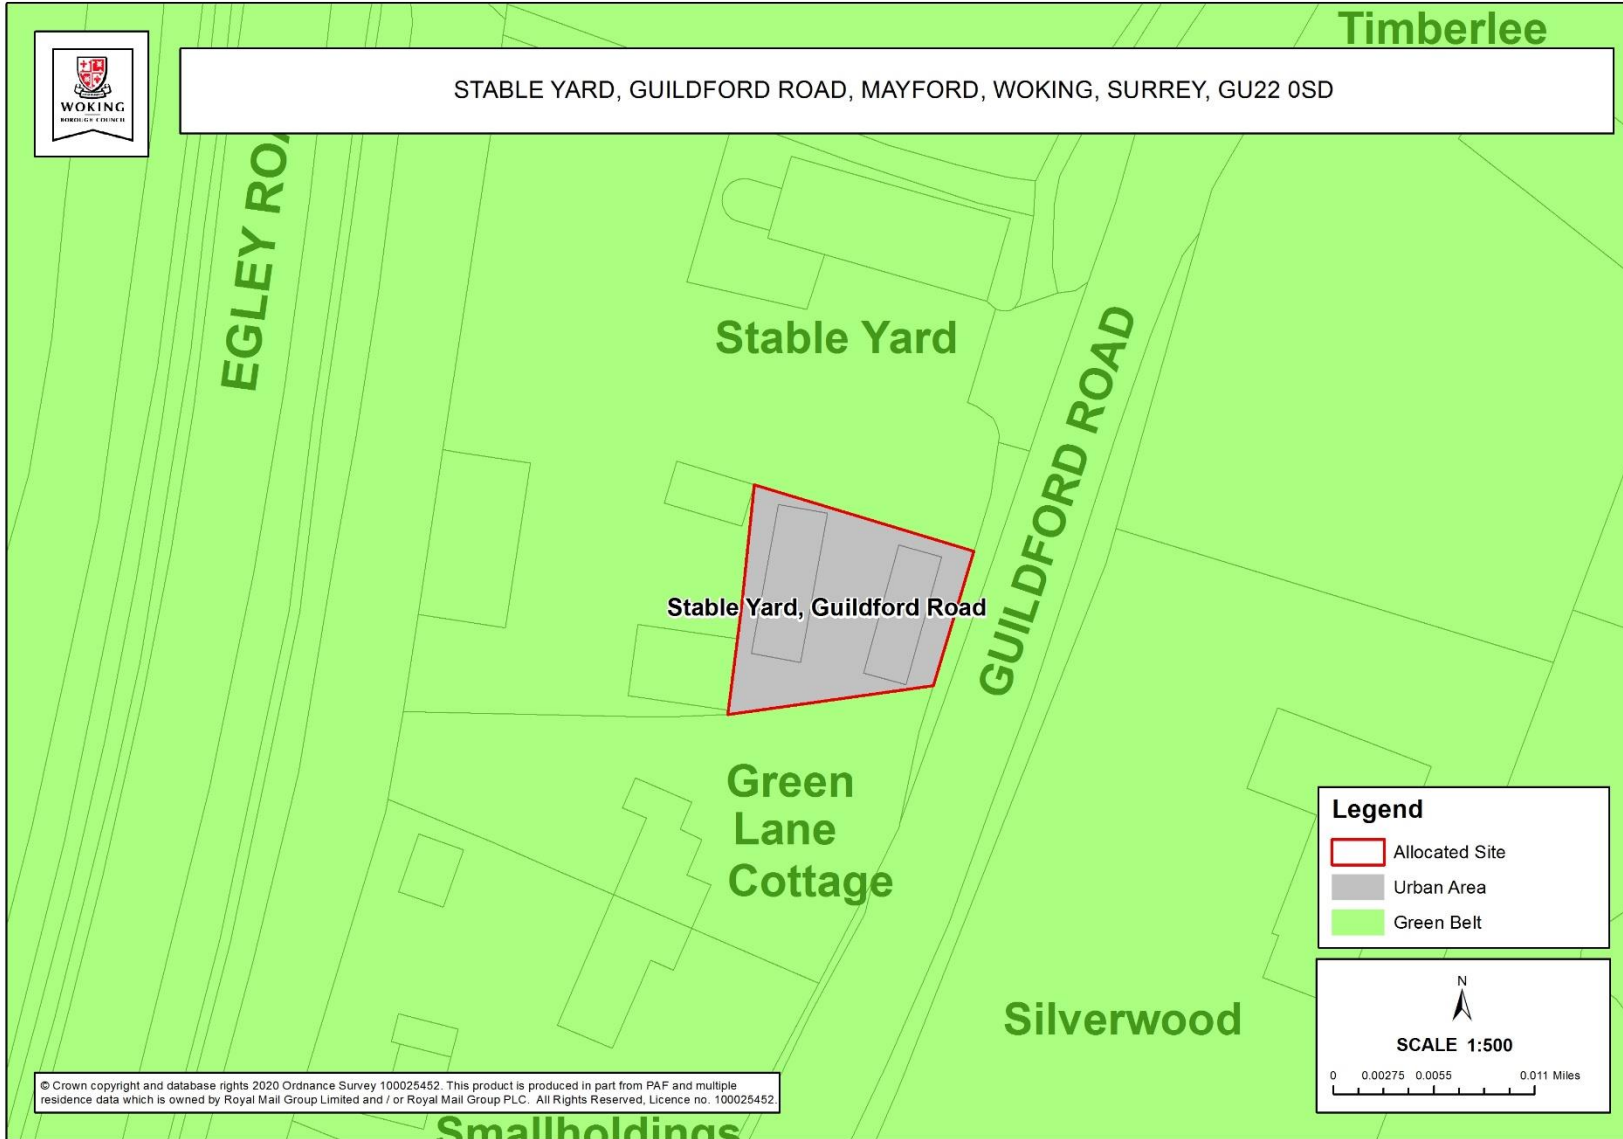 Timberlee
WOKING
BOROUGH COUNCIL
STABLE YARD, GUILDFORD ROAD, MAYFORD, WOKING, SURREY, GU22 0SD
EGLEY ROA
Stable Yard
GUILDFORD ROAD
Stable Yard, Guildford Road
Green
Lane
Cottage
Silverwood
Legend
Allocated Site
Urban Area
Green Belt
N
SCALE 1:500
0 0.00275 0.0055 0.011 Miles
© Crown copyright and database rights 2020 Ordnance Survey 100025452. This product is produced in part from PAF and multiple
residence data which is owned by Royal Mail Group Limited and / or Royal Mail Group PLC. All Rights Reserved, Licence no. 100025452.
Smallholdings